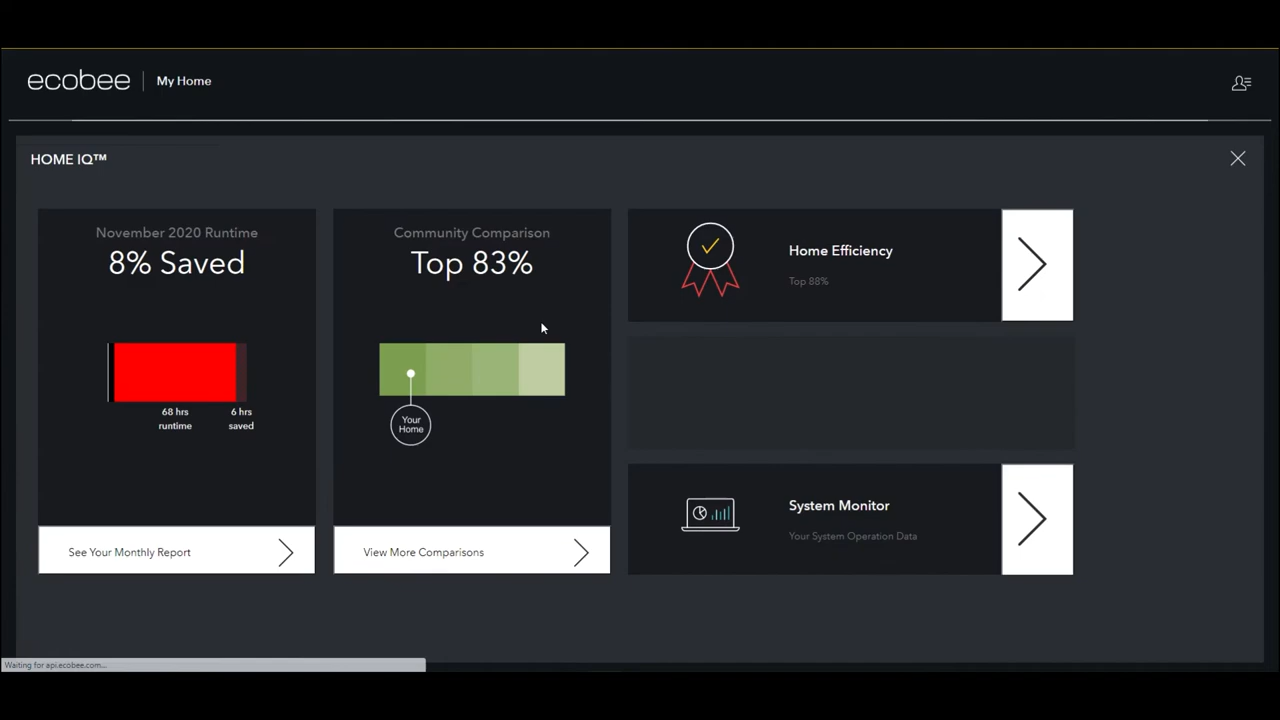 ecobee
My Home
HOME IQ™
November 2020 Runtime
8% Saved
68 hrs
runtime
6 hrs
saved
See Your Monthly Report
Community Comparison
Top 83%
Your
Home
View More Comparisons
Home Efficiency
Top 88%
System Monitor
Your System Operation Data
Waiting for api.ecobee.com...